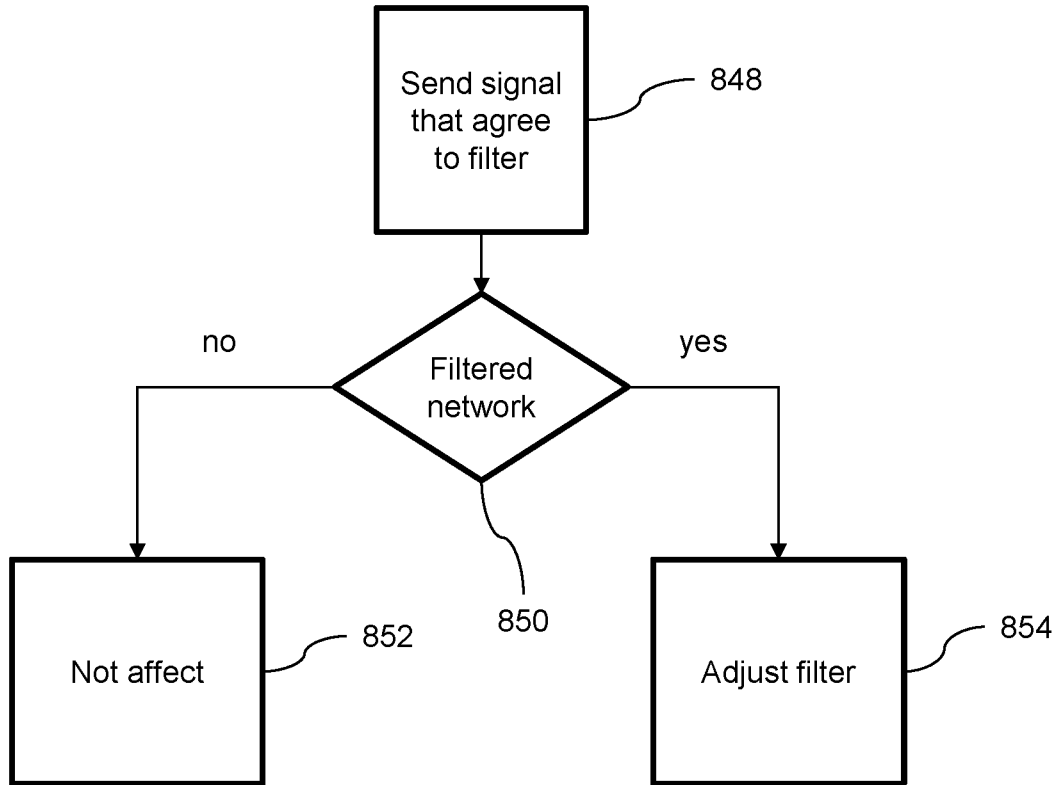 Send signal
that agree
to filter
848
no
yes
Filtered
network
850
Not affect
852
Adjust filter
854